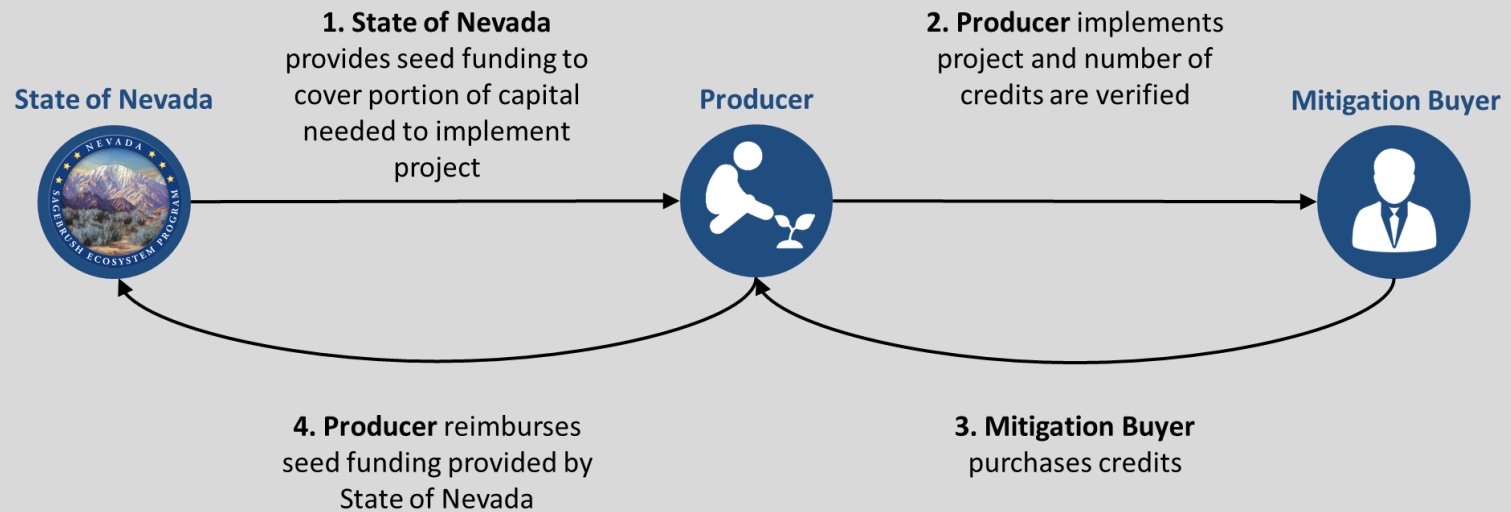 1. State of Nevada
provides seed funding to
cover portion of capital
needed to implement
project
2. Producer implements
project and number of
credits are verified
State of Nevada
Producer
Mitigation Buyer
NEVADA
SAGEBRUSH ECOSYSTEM PROGRAM
4. Producer reimburses
seed funding provided by
State of Nevada
3. Mitigation Buyer
purchases credits